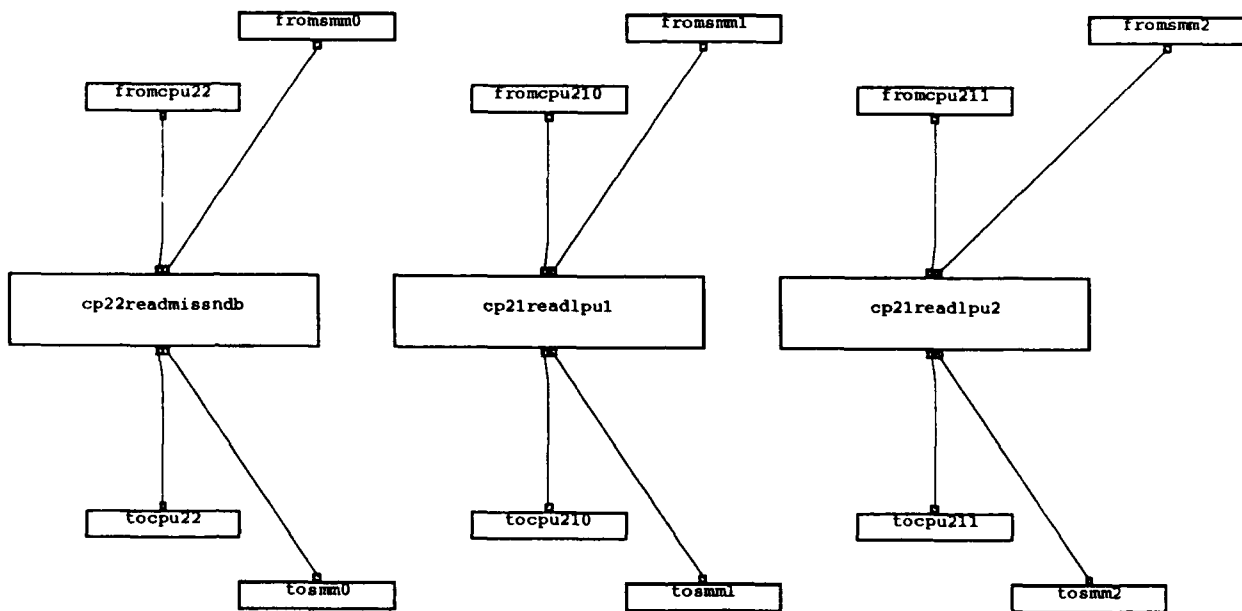 fromsmm0
fromsmm1
fromsmm2
fromcpu22
fromcpu210
fromcpu211
cp22readmissndb
cp21readlpu1
cp21readlpu2
tocpu22
tocpu210
tocpu211
tosmm0
tosmm1
tosmm2